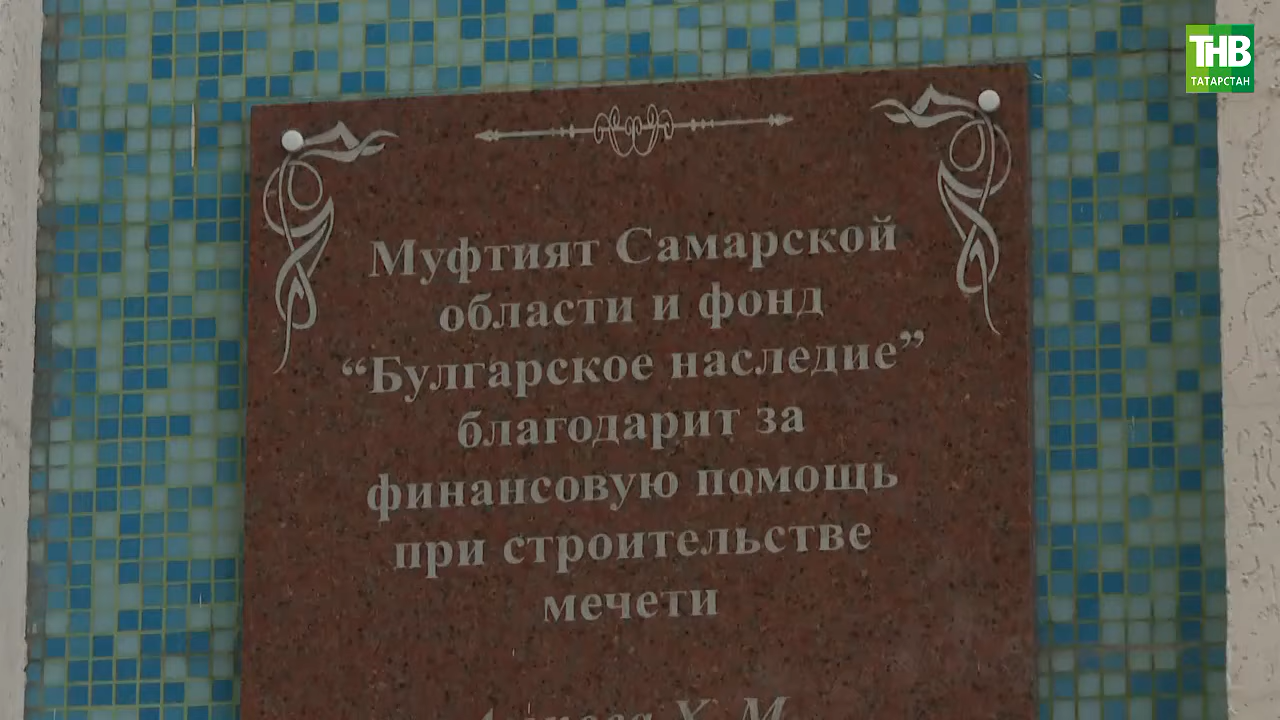 ТНВ
ТАТАРСТАН
Муфтият Самарской
области и фонд
“Булгарское наследие”
благодарит за
финансовую помощь
при строительстве
мечети
Х. М.